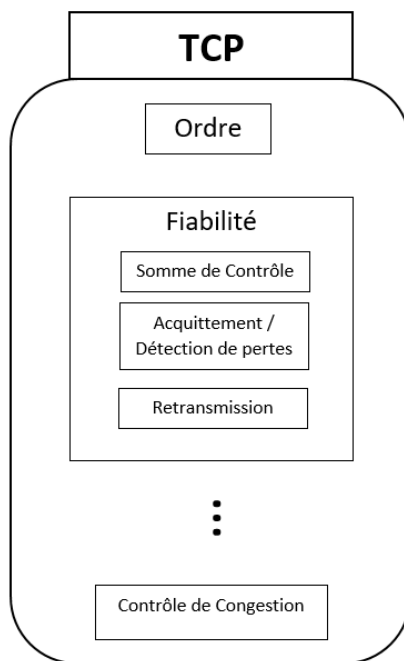 TCP
Ordre
Fiabilité
Somme de Contrôle
Acquittement /
Détection de pertes
Retransmission
Contrôle de Congestion